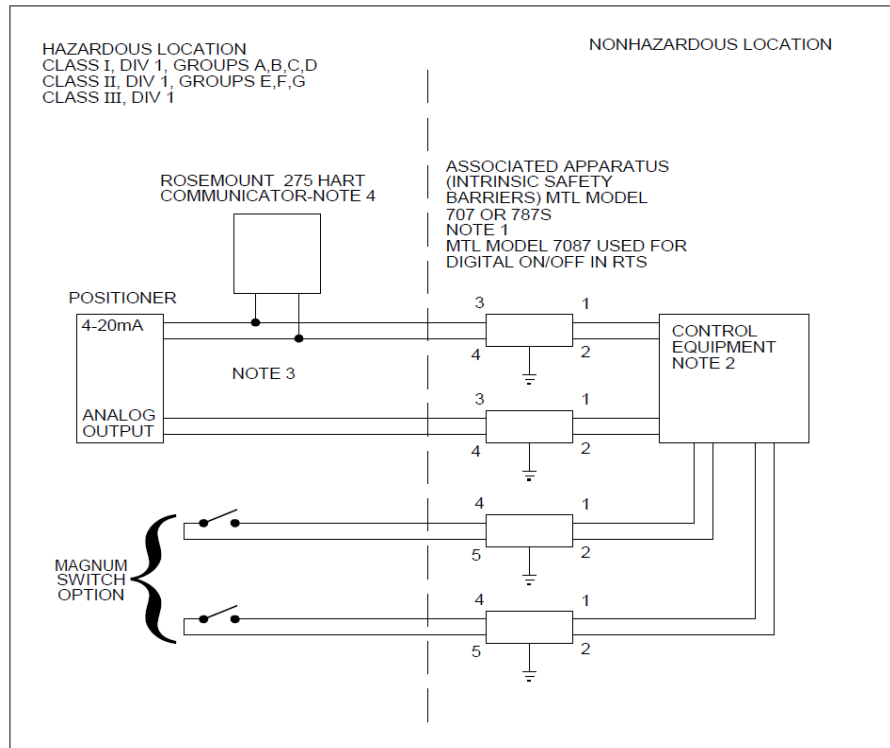 HAZARDOUS LOCATION
CLASS I, DIV 1, GROUPS A,B,C,D
CLASS II, DIV 1, GROUPS E,F,G
CLASS III, DIV 1
NONHAZARDOUS LOCATION
ROSEMOUNT 275 HART
COMMUNICATOR-NOTE 4
ASSOCIATED APPARATUS
(INTRINSIC SAFETY
BARRIERS) MTL MODEL
707 OR 787S
NOTE 1
MTL MODEL 7087 USED FOR
DIGITAL ON/OFF IN RTS
POSITIONER
4-20mA
3
1
4
2
CONTROL
EQUIPMENT
NOTE 2
NOTE 3
ANALOG
OUTPUT
3
1
4
2
MAGNUM
SWITCH
OPTION
4
1
5
2
4
1
5
2